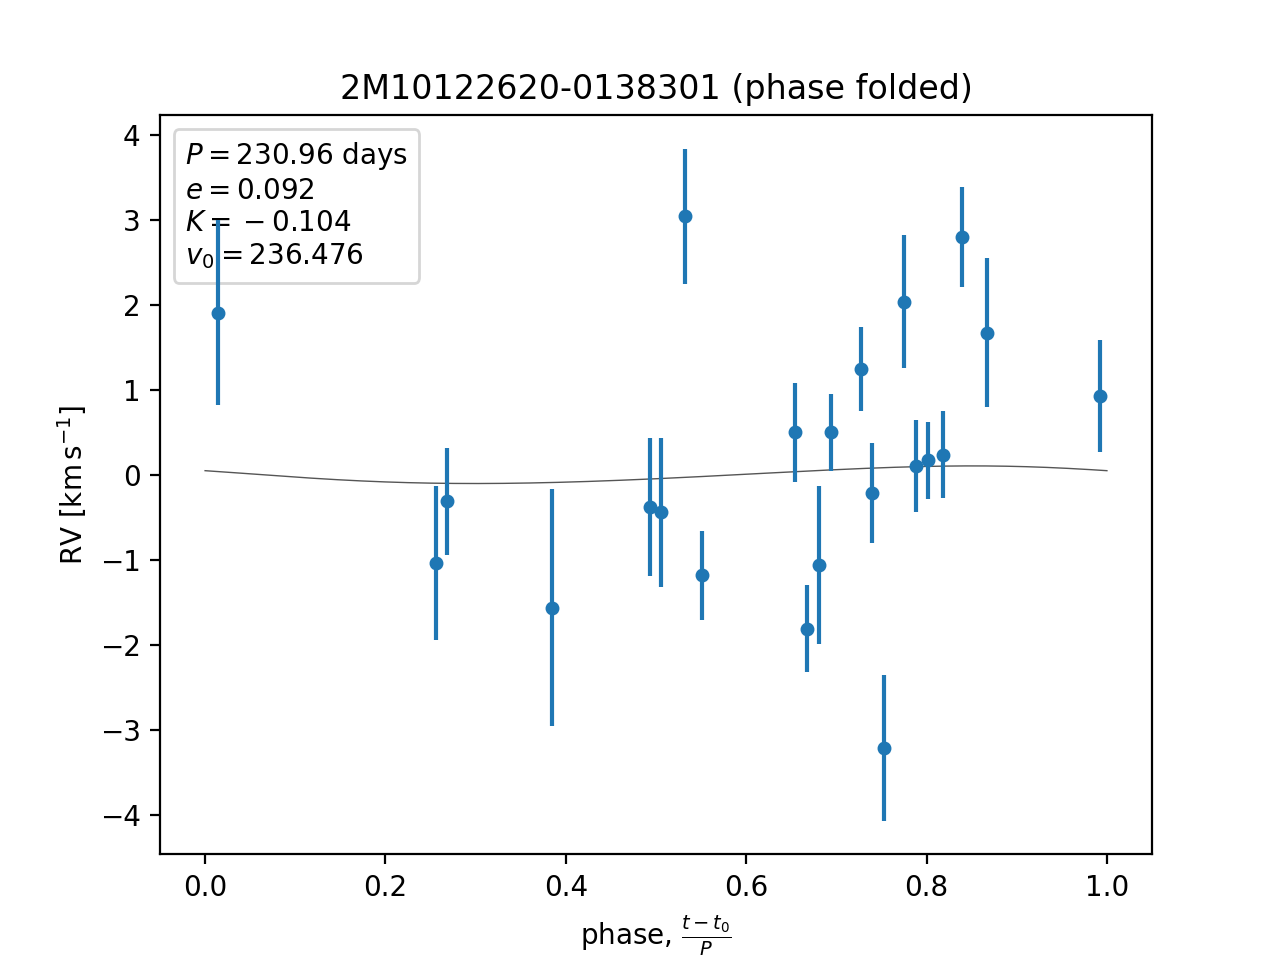 2M10122620-0138301 (phase folded)
P = 230.96 days
e = 0.092
K = −0.104
v₀ = 236.476
4
3
2
1
0
−1
−2
−3
−4
RV [km s⁻¹]
0.0 0.2 0.4 0.6 0.8 1.0
phase, (t − t₀)/P